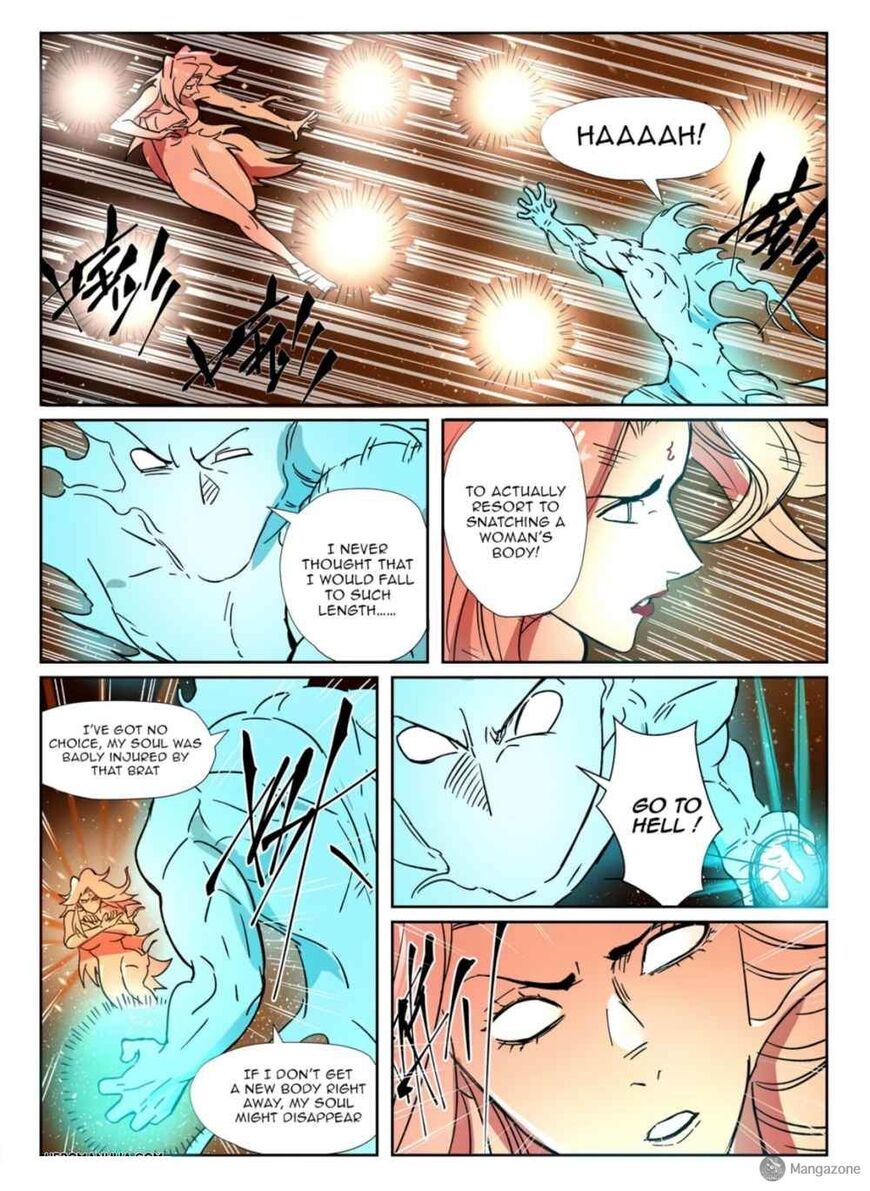 HAAAAH!
I NEVER
THOUGHT THAT
I WOULD FALL
TO SUCH
LENGTH......
TO ACTUALLY
RESORT TO
SNATCHING A
WOMAN'S
BODY!
I'VE GOT NO
CHOICE, MY SOUL WAS
BADLY INJURED BY
THAT BRAT
GO TO
HELL!
IF I DON'T GET
A NEW BODY RIGHT
AWAY, MY SOUL
MIGHT DISAPPEAR
Mangazone